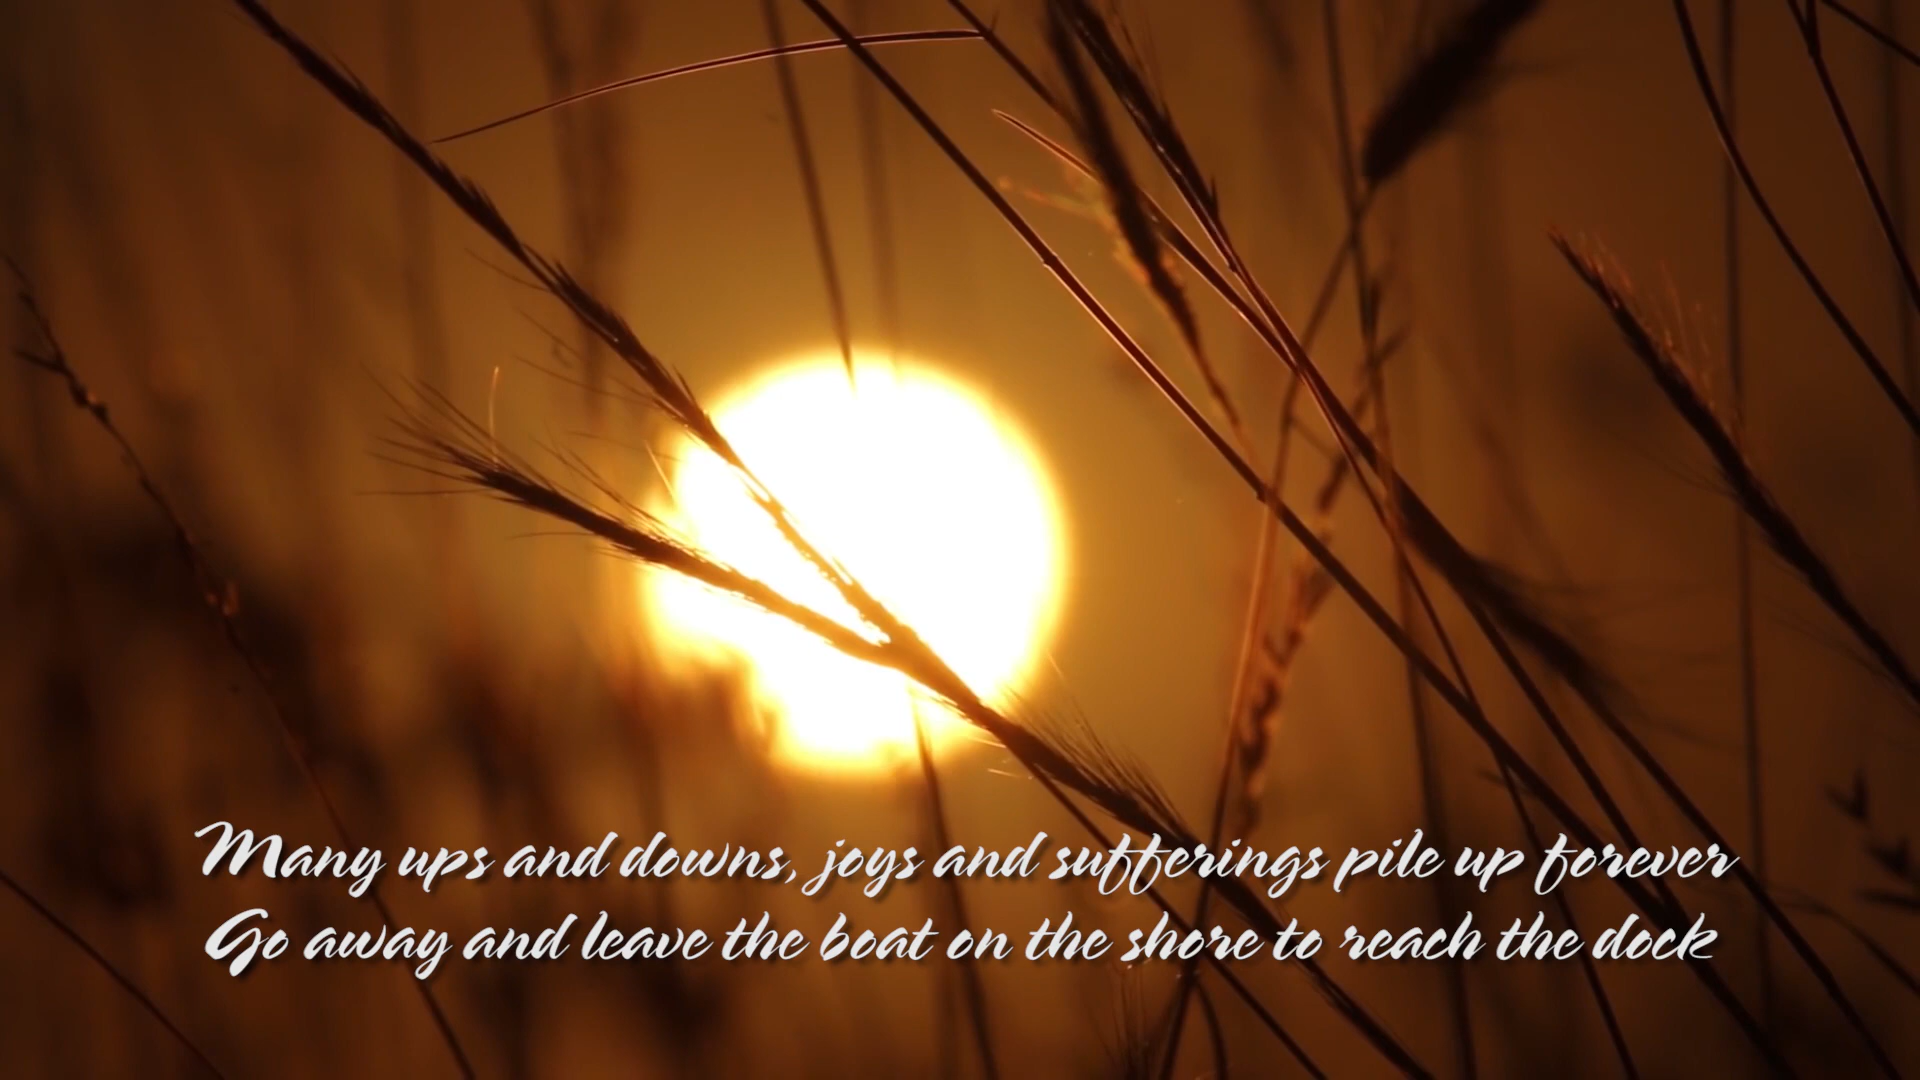 Many ups and downs, joys and sufferings pile up forever
Go away and leave the boat on the shore to reach the dock